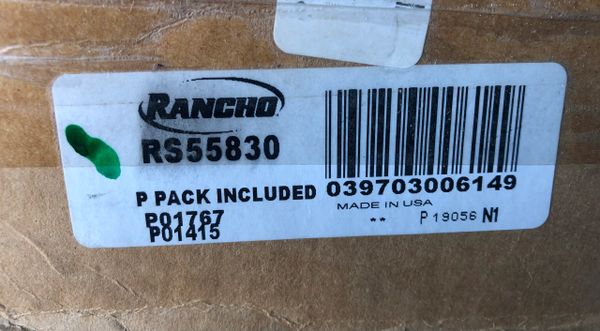 RANCHO
RS55830
P PACK INCLUDED
P01767
P01415
039703006149
MADE IN USA
** P 19056 N1